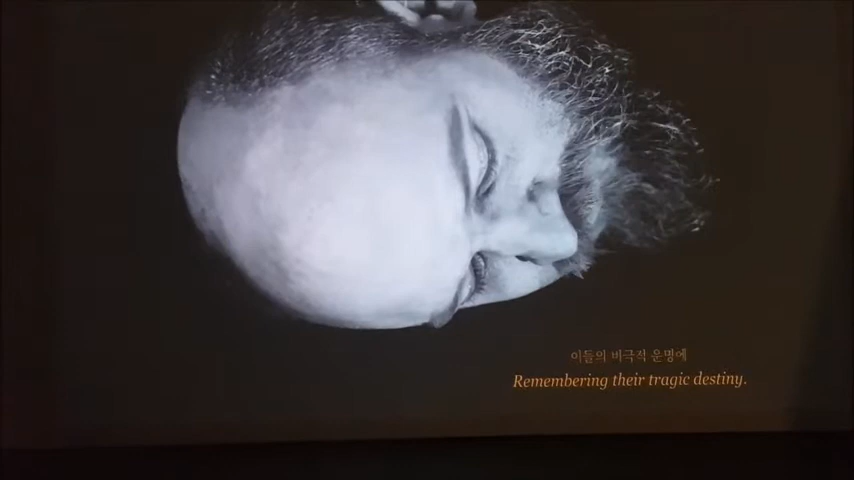 이들의 비극적 운명에
Remembering their tragic destiny.